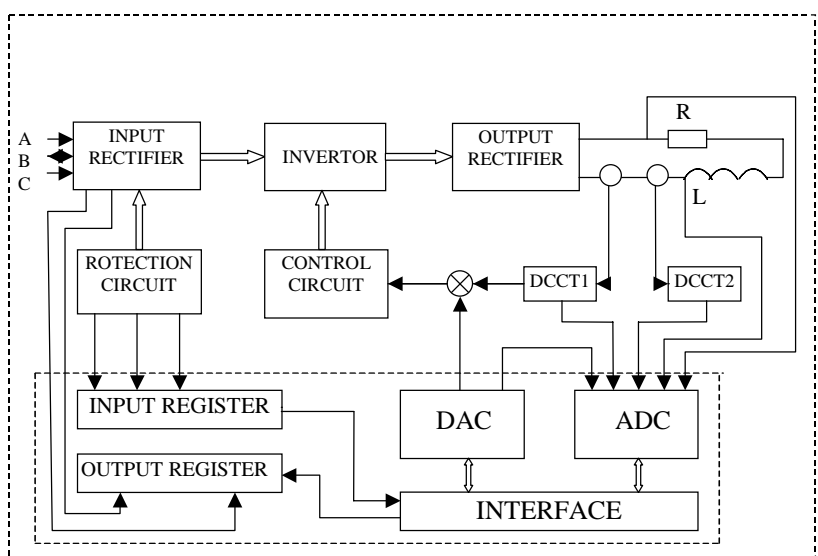 A
B
C
INPUT
RECTIFIER
INVERTOR
OUTPUT
RECTIFIER
R
L
ROTECTION
CIRCUIT
CONTROL
CIRCUIT
DCCT1
DCCT2
INPUT REGISTER
DAC
ADC
OUTPUT REGISTER
INTERFACE